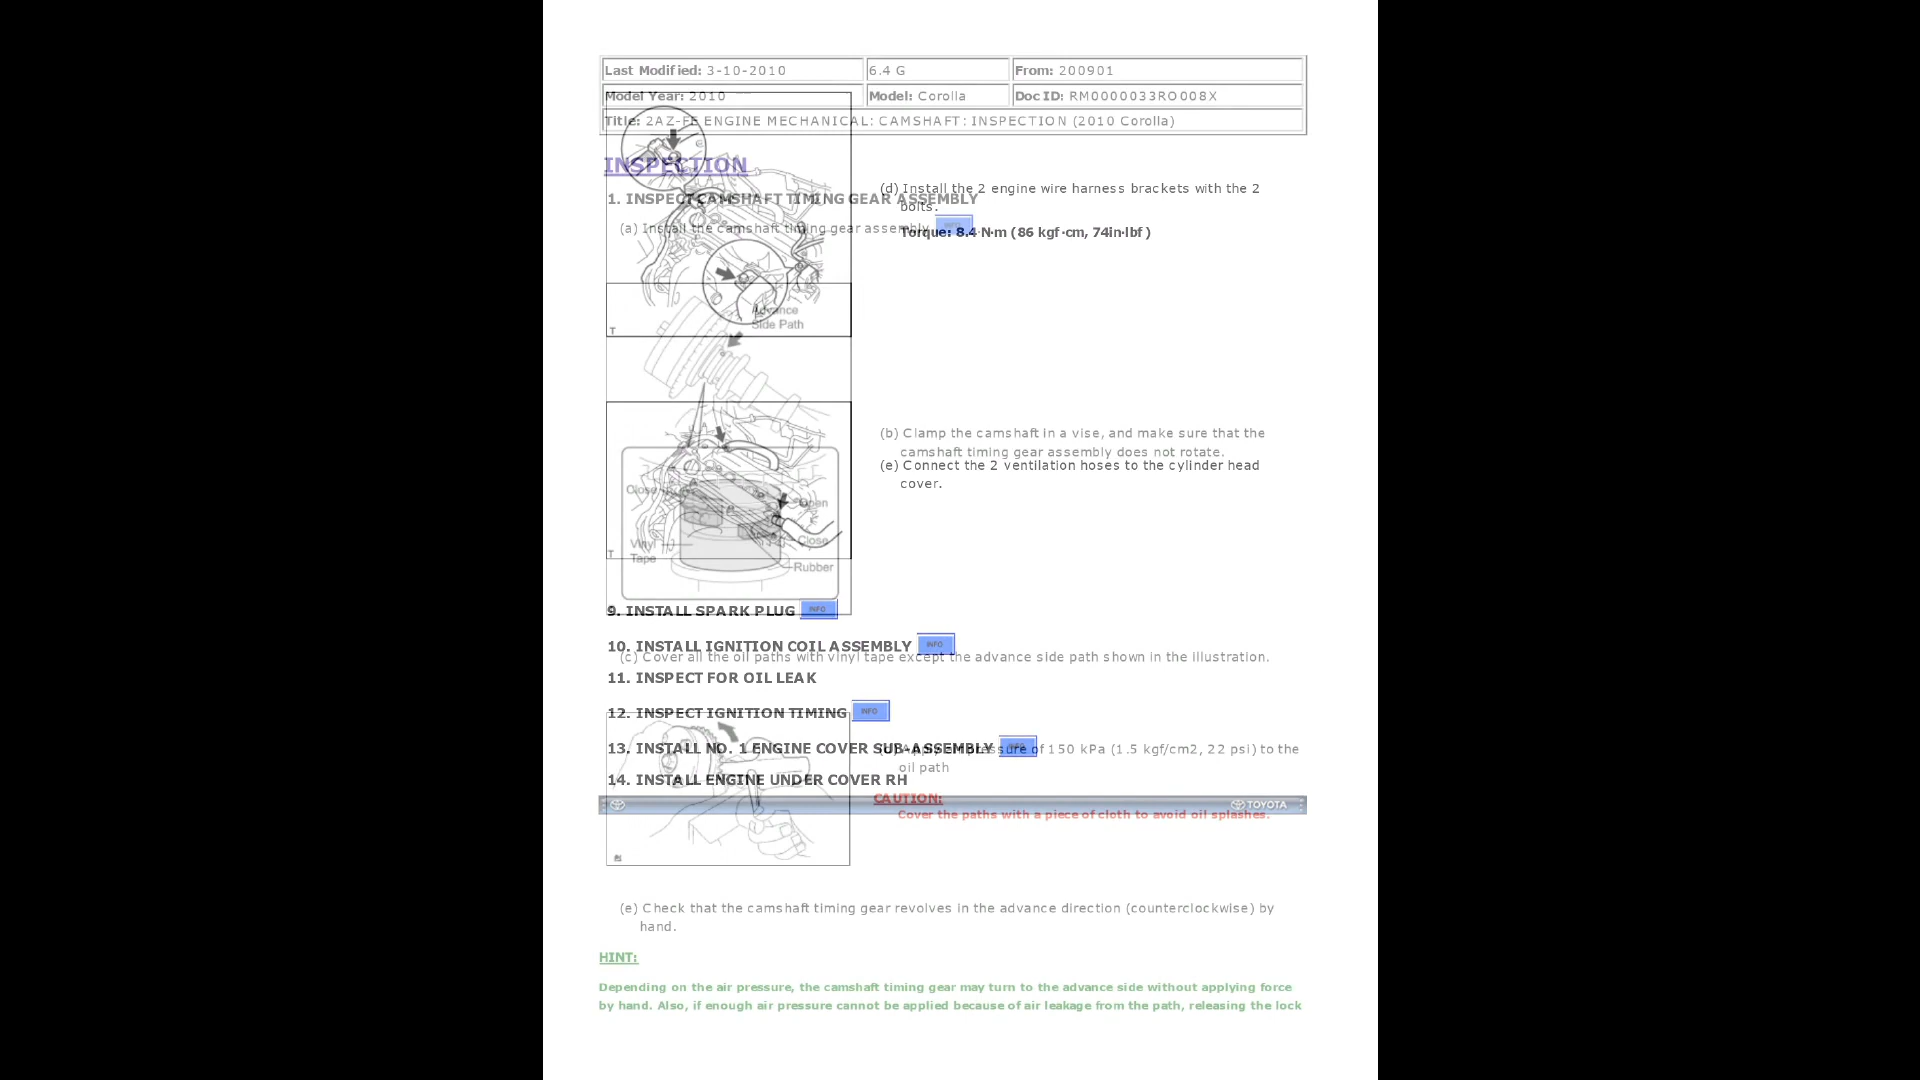 Last Modified: 3-10-2010 6.4 G From: 200901
Model Year: 2010 Model: Corolla Doc ID: RM0000033RO008X
Title: 2AZ-FE ENGINE MECHANICAL: CAMSHAFT: INSPECTION (2010 Corolla)
INSPECTION
(d) Install the 2 engine wire harness brackets with the 2
bolts.
1. INSPECT CAMSHAFT TIMING GEAR ASSEMBLY
(a) Install the camshaft timing gear assembly.
Torque: 8.4 N·m (86 kgf·cm, 74in·lbf)
Advance
Side Path
T
(b) Clamp the camshaft in a vise, and make sure that the
camshaft timing gear assembly does not rotate.
(e) Connect the 2 ventilation hoses to the cylinder head
cover.
Close
Open
Vinyl
Tape
Close
T
Rubber
9. INSTALL SPARK PLUG INFO
10. INSTALL IGNITION COIL ASSEMBLY INFO
(c) Cover all the oil paths with vinyl tape except the advance side path shown in the illustration.
11. INSPECT FOR OIL LEAK
12. INSPECT IGNITION TIMING INFO
13. INSTALL NO. 1 ENGINE COVER SUB-ASSEMBLY
(d) Apply air pressure of 150 kPa (1.5 kgf/cm2, 22 psi) to the
oil path
14. INSTALL ENGINE UNDER COVER RH
CAUTION:
TOYOTA
Cover the paths with a piece of cloth to avoid oil splashes.
(e) Check that the camshaft timing gear revolves in the advance direction (counterclockwise) by
hand.
HINT:
Depending on the air pressure, the camshaft timing gear may turn to the advance side without applying force
by hand. Also, if enough air pressure cannot be applied because of air leakage from the path, releasing the lock